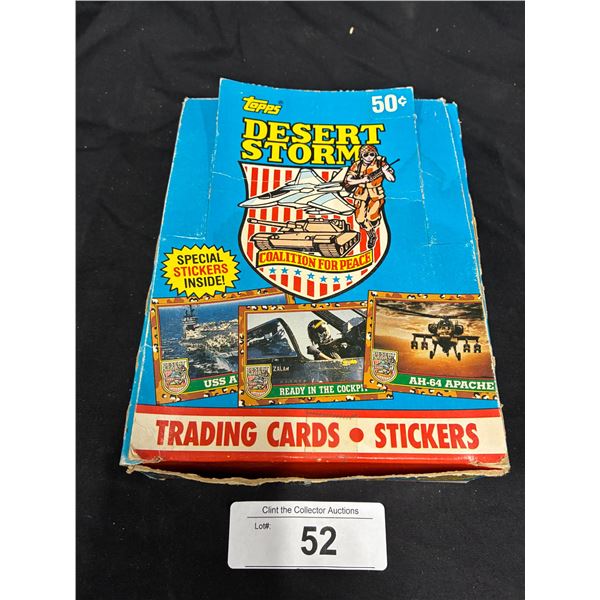 Topps
50¢
DESERT
STORM
COALITION FOR PEACE
SPECIAL
STICKERS
INSIDE!
USS A
READY IN THE COCKPI
AH-64 APACHE
TRADING CARDS • STICKERS
Clint the Collector Auctions
Lot#:
52